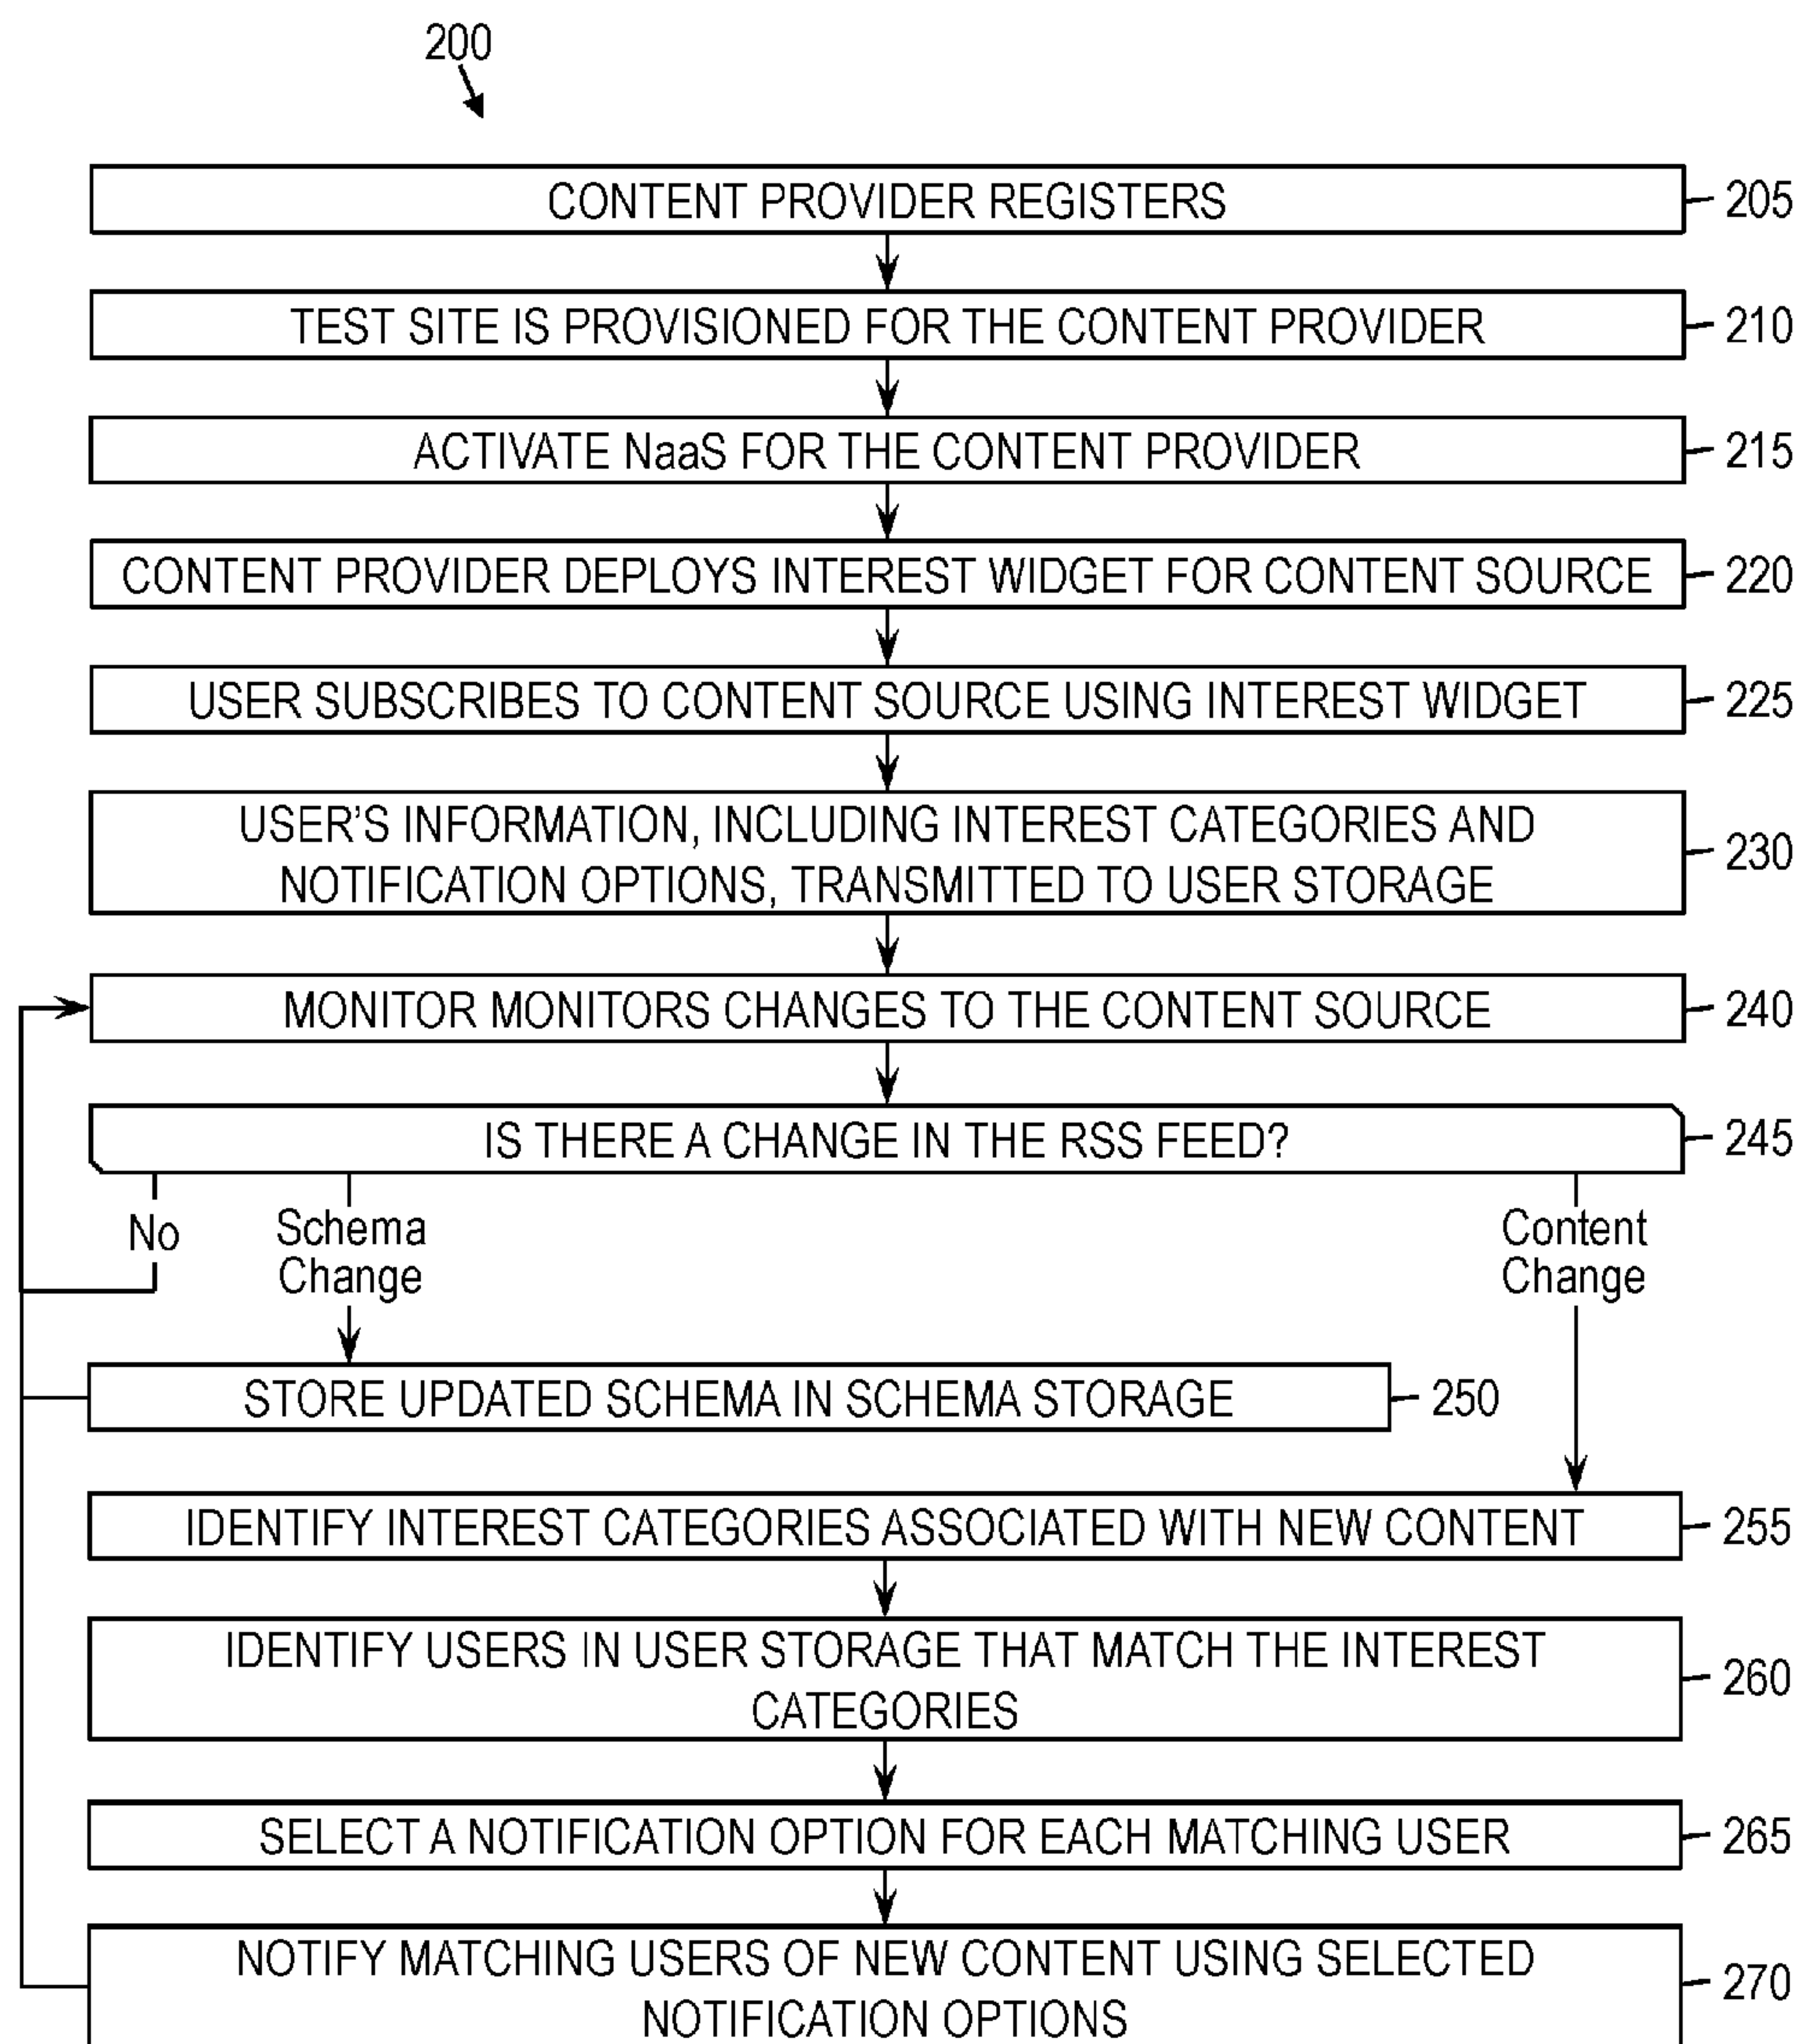 200
CONTENT PROVIDER REGISTERS
205
TEST SITE IS PROVISIONED FOR THE CONTENT PROVIDER
210
ACTIVATE NaaS FOR THE CONTENT PROVIDER
215
CONTENT PROVIDER DEPLOYS INTEREST WIDGET FOR CONTENT SOURCE
220
USER SUBSCRIBES TO CONTENT SOURCE USING INTEREST WIDGET
225
USER'S INFORMATION, INCLUDING INTEREST CATEGORIES AND
NOTIFICATION OPTIONS, TRANSMITTED TO USER STORAGE
230
MONITOR MONITORS CHANGES TO THE CONTENT SOURCE
240
IS THERE A CHANGE IN THE RSS FEED?
245
No
Schema
Change
Content
Change
STORE UPDATED SCHEMA IN SCHEMA STORAGE
250
IDENTIFY INTEREST CATEGORIES ASSOCIATED WITH NEW CONTENT
255
IDENTIFY USERS IN USER STORAGE THAT MATCH THE INTEREST
CATEGORIES
260
SELECT A NOTIFICATION OPTION FOR EACH MATCHING USER
265
NOTIFY MATCHING USERS OF NEW CONTENT USING SELECTED
NOTIFICATION OPTIONS
270